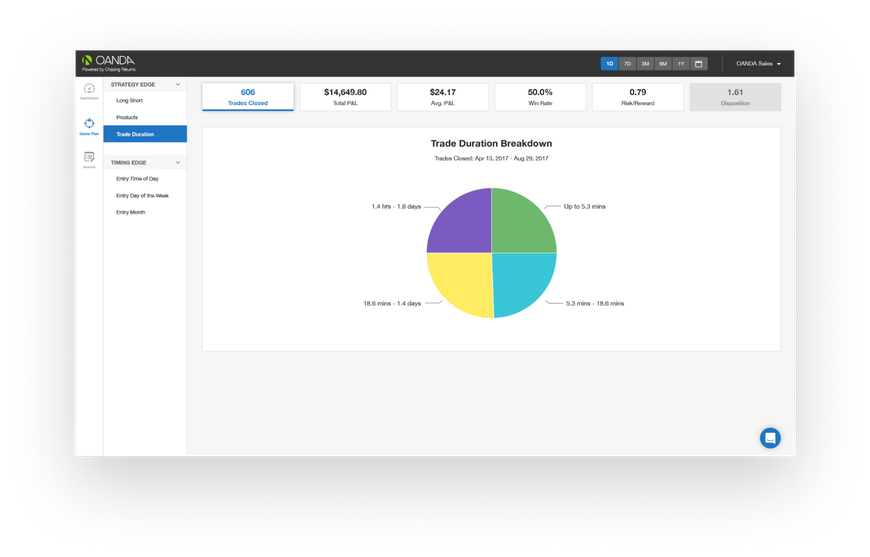 OANDA
Powered by Chasing Returns
1D 7D 3M 6M 1Y
OANDA Sales
Dashboard
Game Plan
Journal
STRATEGY EDGE
Long Short
Products
Trade Duration
TIMING EDGE
Entry Time of Day
Entry Day of the Week
Entry Month
606
Trades Closed
$14,649.80
Total P&L
$24.17
Avg. P&L
50.0%
Win Rate
0.79
Risk/Reward
1.61
Disposition
Trade Duration Breakdown
Trades Closed: Apr 13, 2017 - Aug 29, 2017
1.4 hrs - 1.8 days
Up to 5.3 mins
18.6 mins - 1.4 days
5.3 mins - 18.6 mins